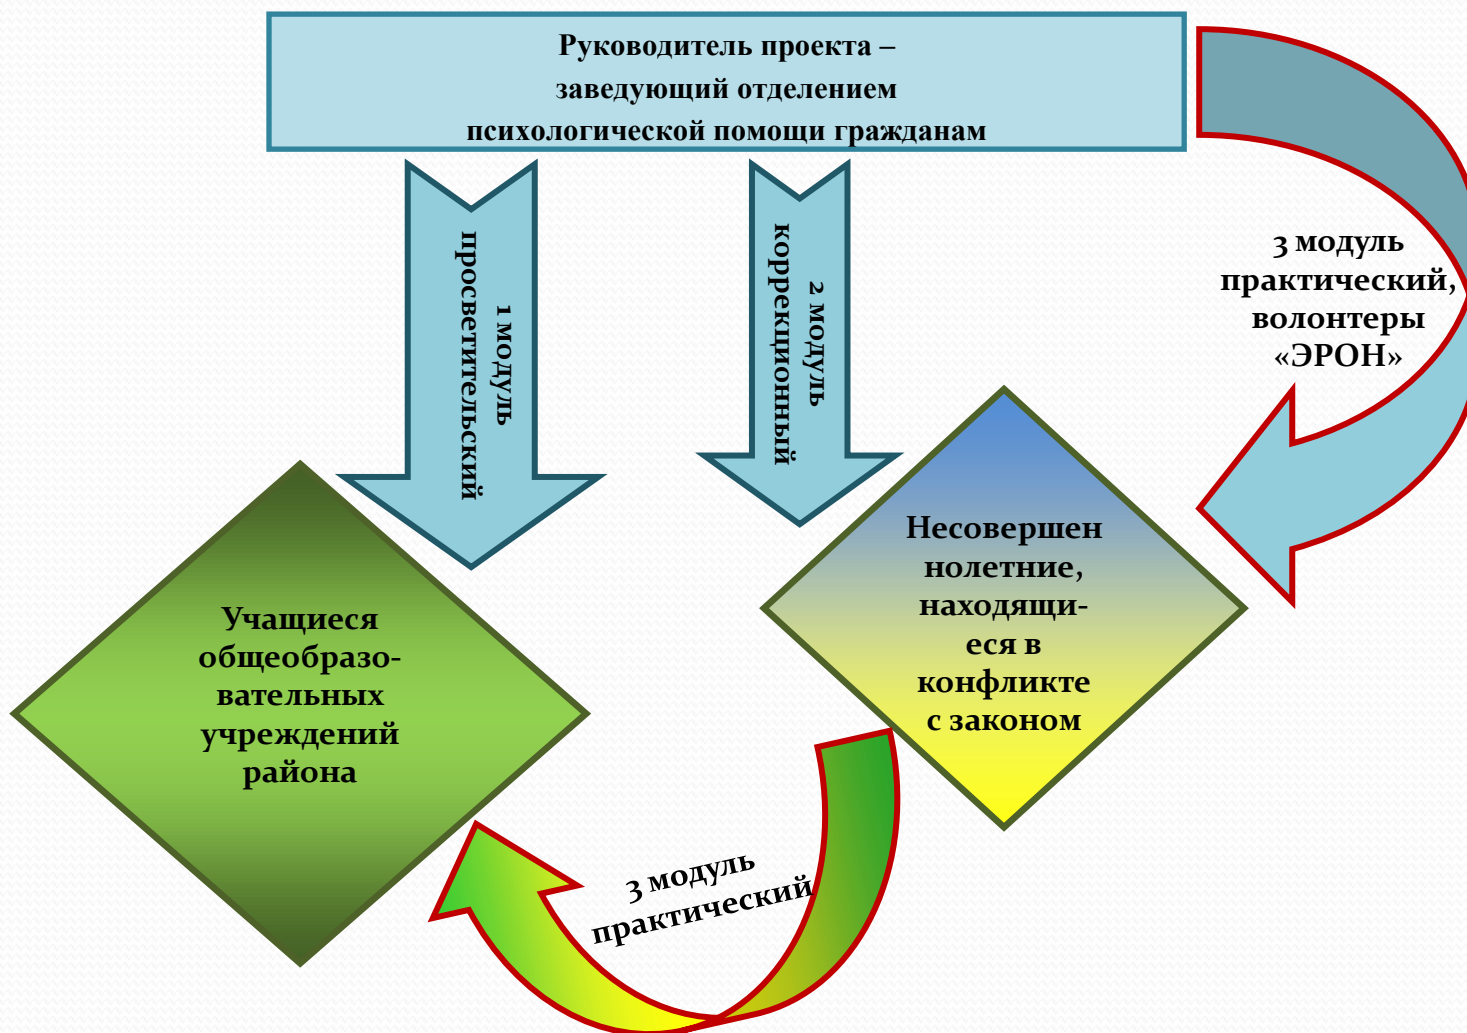 Руководитель проекта –
заведующий отделением
психологической помощи гражданам
1 модуль
просветительский
2 модуль
коррекционный
3 модуль
практический,
волонтеры
«ЭРОН»
Несовершен
нолетние,
находящи-
еся в
конфликте
с законом
Учащиеся
общеобразо-
вательных
учреждений
района
3 модуль
практический